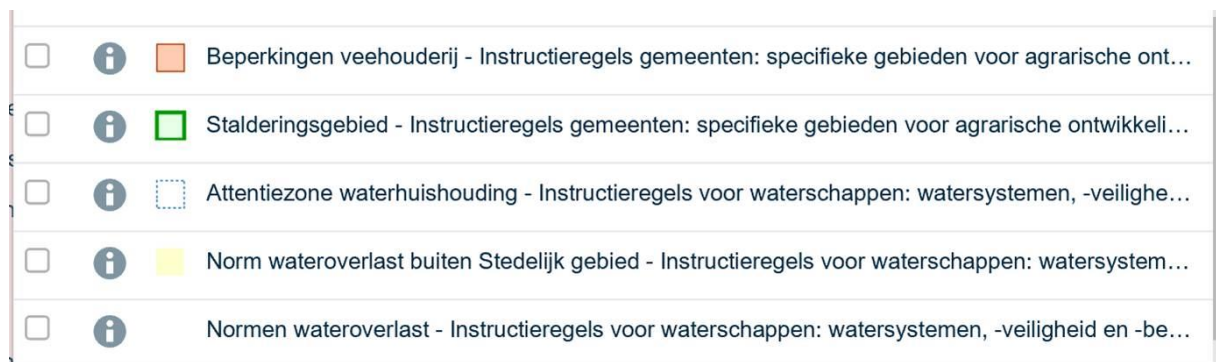 Beperkingen veehouderij - Instructieregels gemeenten: specifieke gebieden voor agrarische ont…
Stalderingsgebied - Instructieregels gemeenten: specifieke gebieden voor agrarische ontwikkeli…
Attentiezone waterhuishouding - Instructieregels voor waterschappen: watersystemen, -veilighe…
Norm wateroverlast buiten Stedelijk gebied - Instructieregels voor waterschappen: watersystem…
Normen wateroverlast - Instructieregels voor waterschappen: watersystemen, -veiligheid en -be…